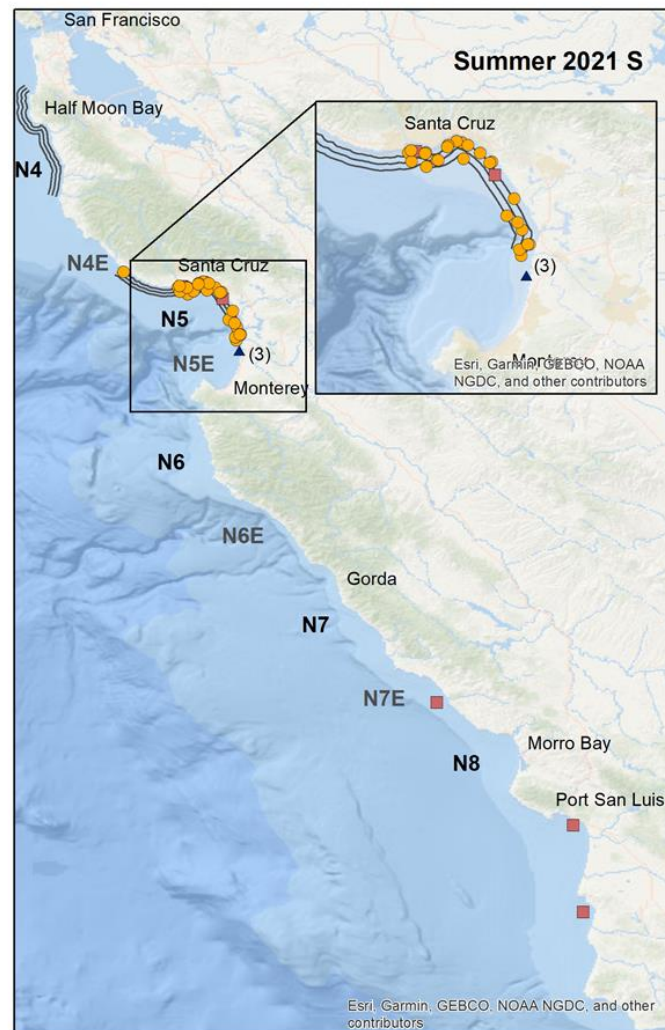 San Francisco
Summer 2021 S
Half Moon Bay
Santa Cruz
N4
N4E
Santa Cruz
(3)
N5
N5E
(3)
Esri, Garmin, GEBCO, NOAA
NGDC, and other contributors
Monterey
N6
N6E
Gorda
N7
N7E
Morro Bay
N8
Port San Luis
Esri, Garmin, GEBCO, NOAA NGDC, and other
contributors